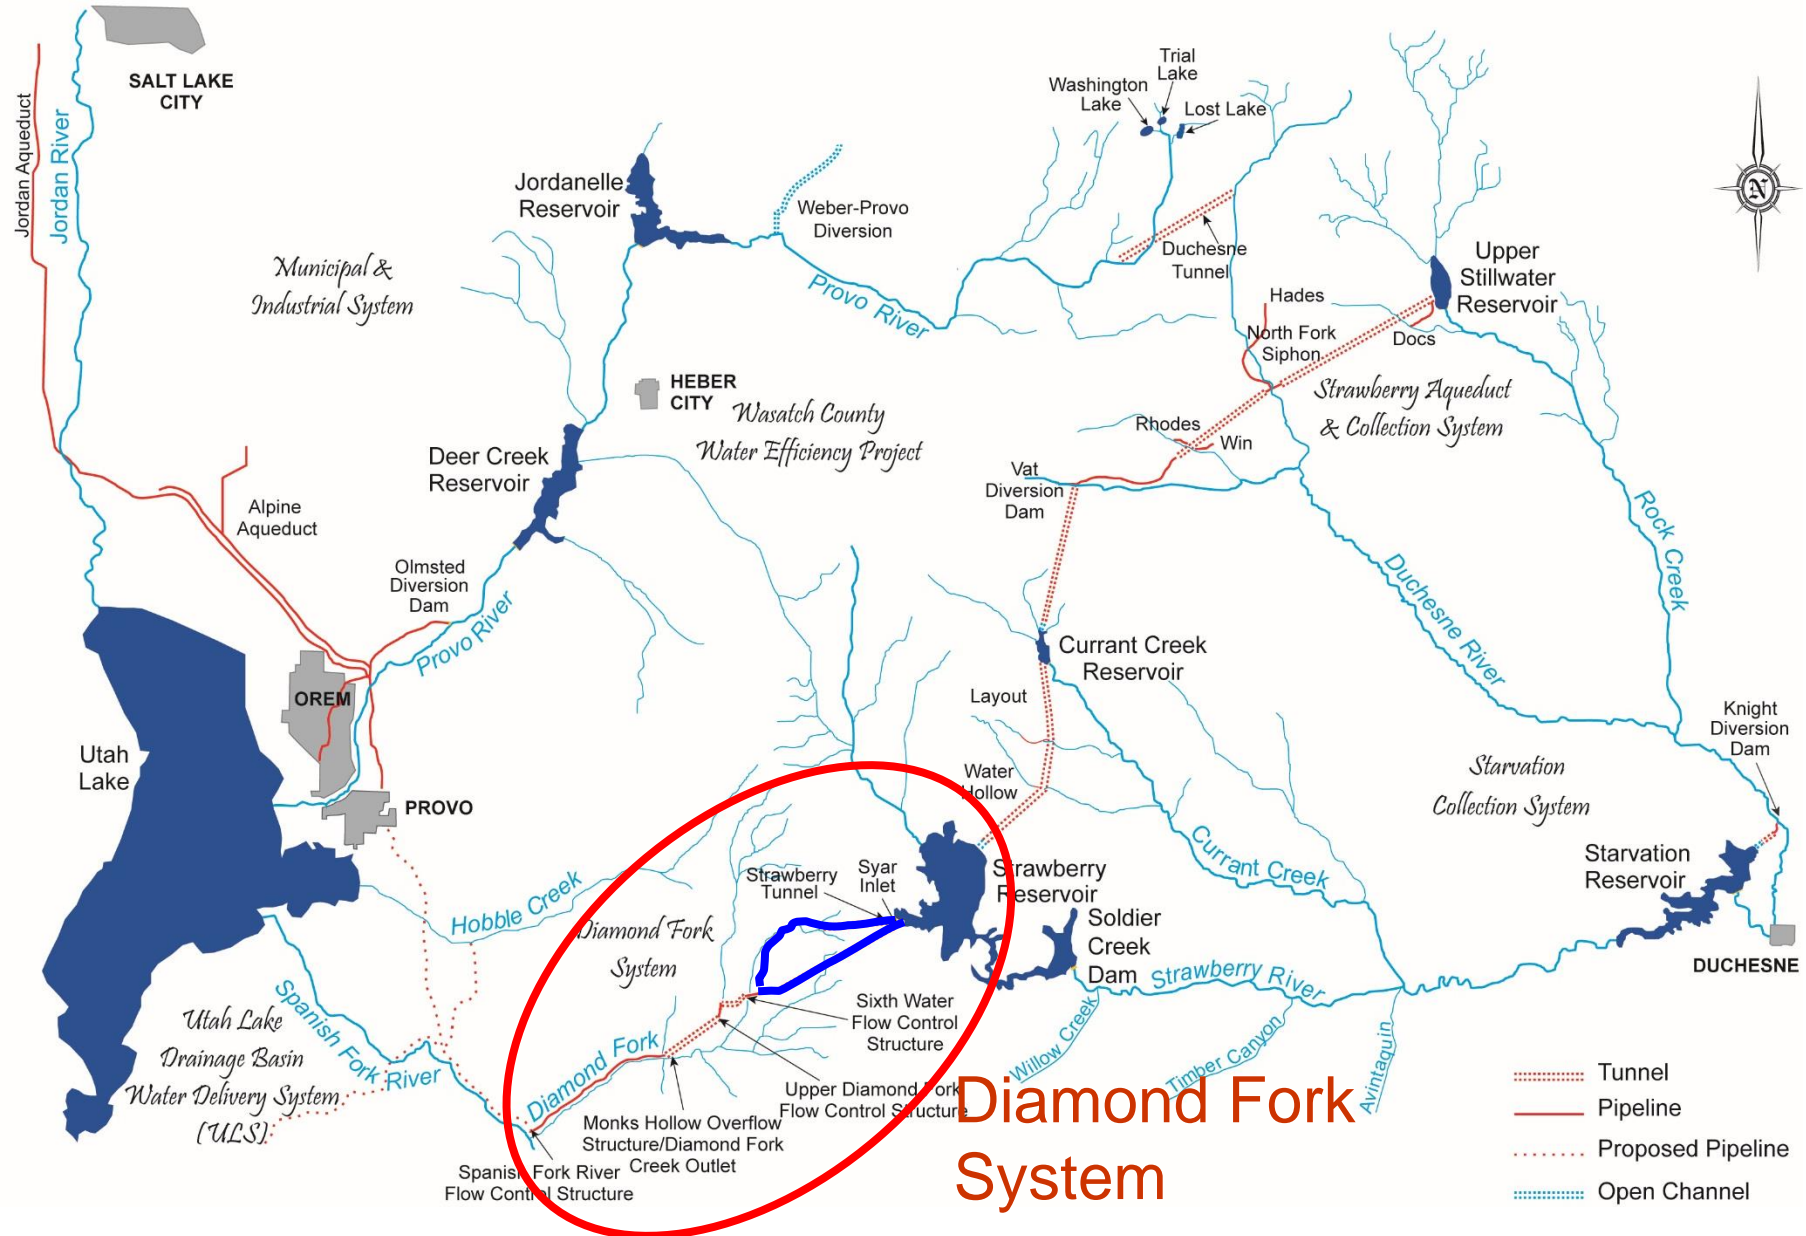 SALT LAKE
CITY
Jordan Aqueduct
Jordan River
Trial
Lake
Washington
Lake
Lost Lake
Jordanelle
Reservoir
Weber-Provo
Diversion
Duchesne
Tunnel
N
Municipal &
Industrial System
Provo River
Upper
Stillwater
Reservoir
Hades
North Fork
Siphon
Docs
HEBER
CITY
Wasatch County
Water Efficiency Project
Strawberry Aqueduct
& Collection System
Rhodes
Win
Deer Creek
Reservoir
Vat
Diversion
Dam
Alpine
Aqueduct
Rock Creek
Olmsted
Diversion
Dam
Provo River
Duchesne River
Currant Creek
Reservoir
OREM
Layout
Knight
Diversion
Dam
Utah
Lake
Water
Hollow
Starvation
Collection System
PROVO
Currant Creek
Starvation
Reservoir
Strawberry
Tunnel
Syar
Inlet
Strawberry
Reservoir
Hobble Creek
Soldier
Creek
Dam
Diamond Fork
System
DUCHESNE
Strawberry River
Spanish Fork River
Utah Lake
Drainage Basin
Water Delivery System
(ULS)
Sixth Water
Flow Control
Structure
Willow Creek
Timber Canyon
Avintaquin
Diamond Fork
Upper Diamond Fork
Flow Control Structure
Monks Hollow Overflow
Structure/Diamond Fork
Creek Outlet
Spanish Fork River
Flow Control Structure
Diamond Fork
System
Tunnel
Pipeline
Proposed Pipeline
Open Channel